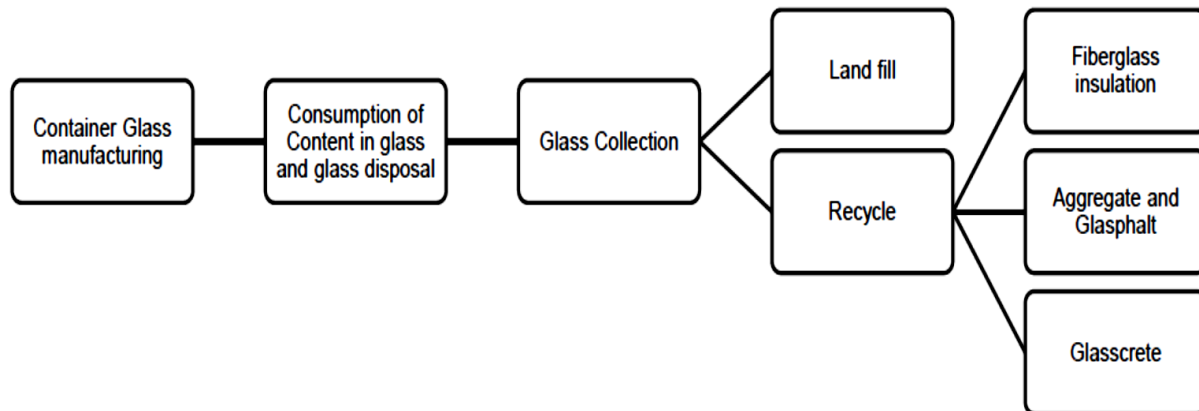 Container Glass
manufacturing
Consumption of
Content in glass
and glass disposal
Glass Collection
Land fill
Recycle
Fiberglass
insulation
Aggregate and
Glasphalt
Glasscrete